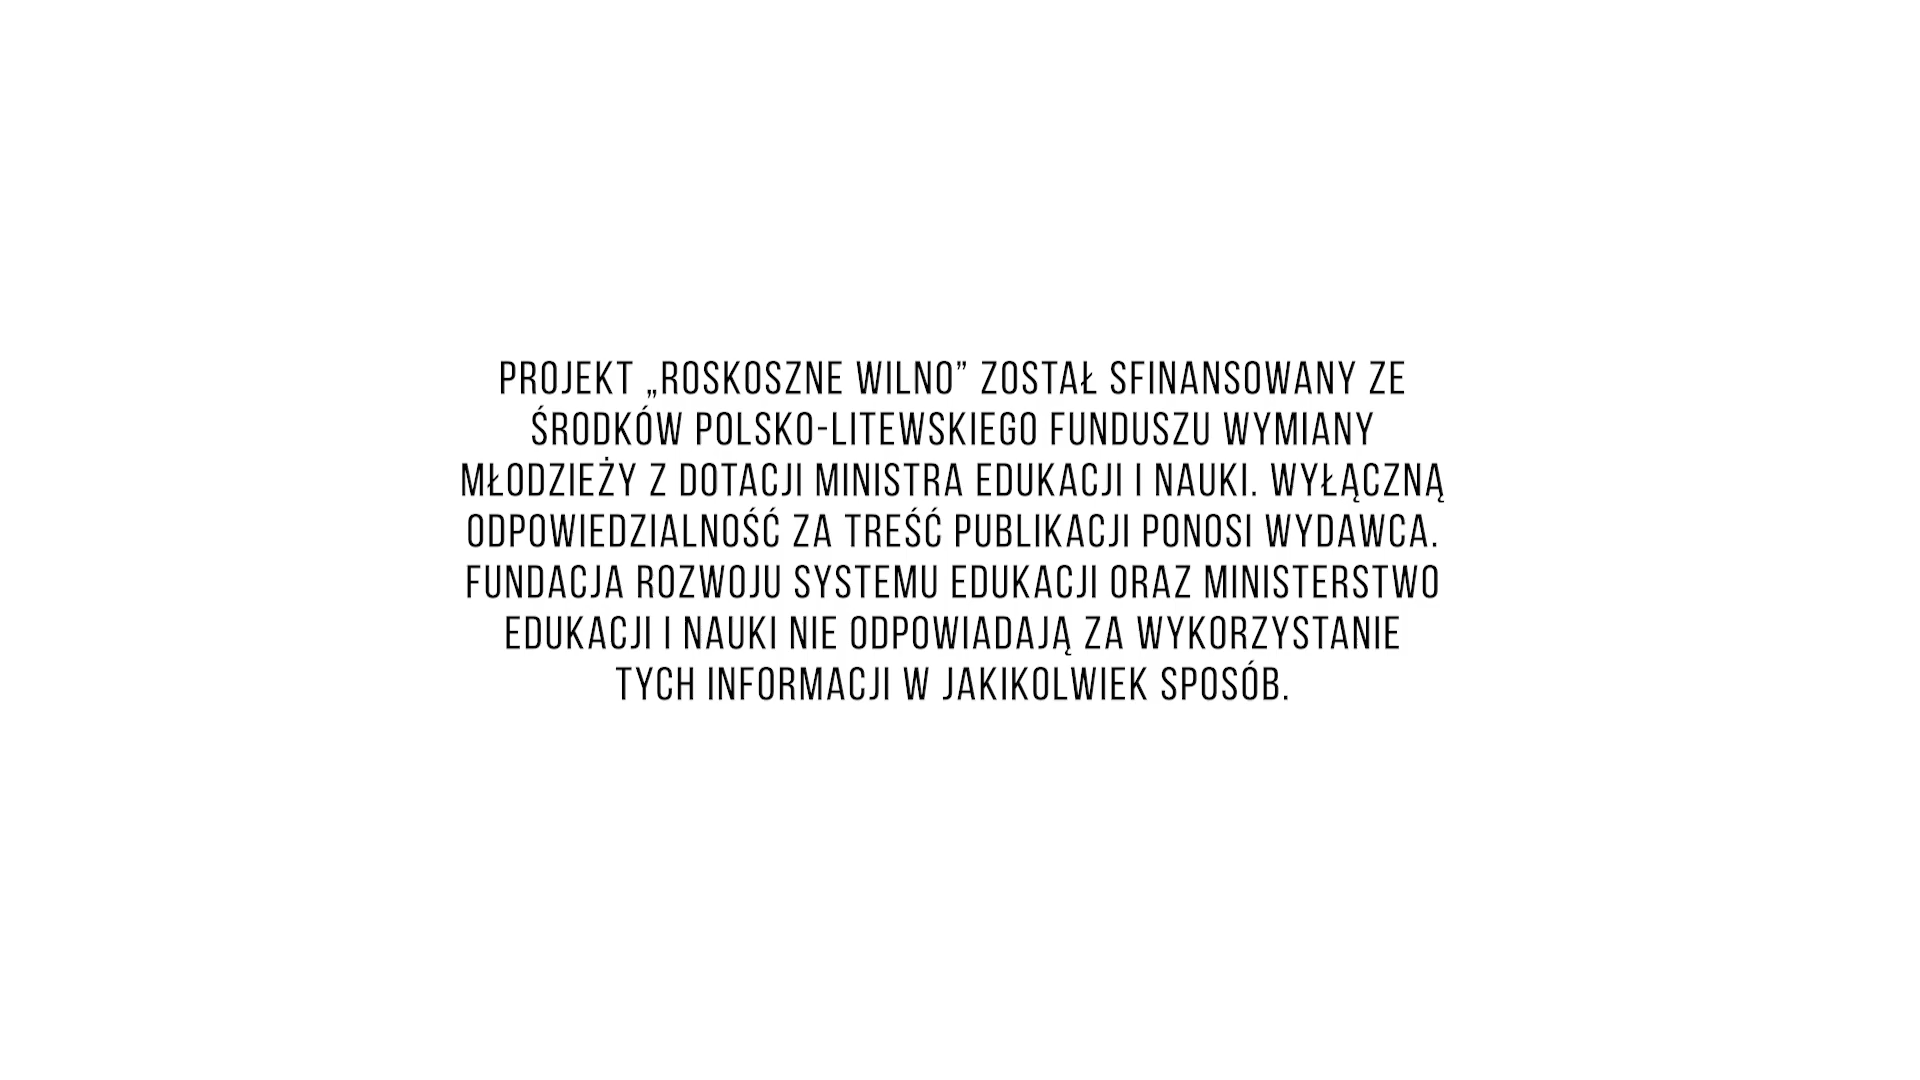 PROJEKT „ROSKOSZNE WILNO” ZOSTAŁ SFINANSOWANY ZE
ŚRODKÓW POLSKO-LITEWSKIEGO FUNDUSZU WYMIANY
MŁODZIEŻY Z DOTACJI MINISTRA EDUKACJI I NAUKI. WYŁĄCZNĄ
ODPOWIEDZIALNOŚĆ ZA TREŚĆ PUBLIKACJI PONOSI WYDAWCA.
FUNDACJA ROZWOJU SYSTEMU EDUKACJI ORAZ MINISTERSTWO
EDUKACJI I NAUKI NIE ODPOWIADAJĄ ZA WYKORZYSTANIE
TYCH INFORMACJI W JAKIKOLWIEK SPOSÓB.